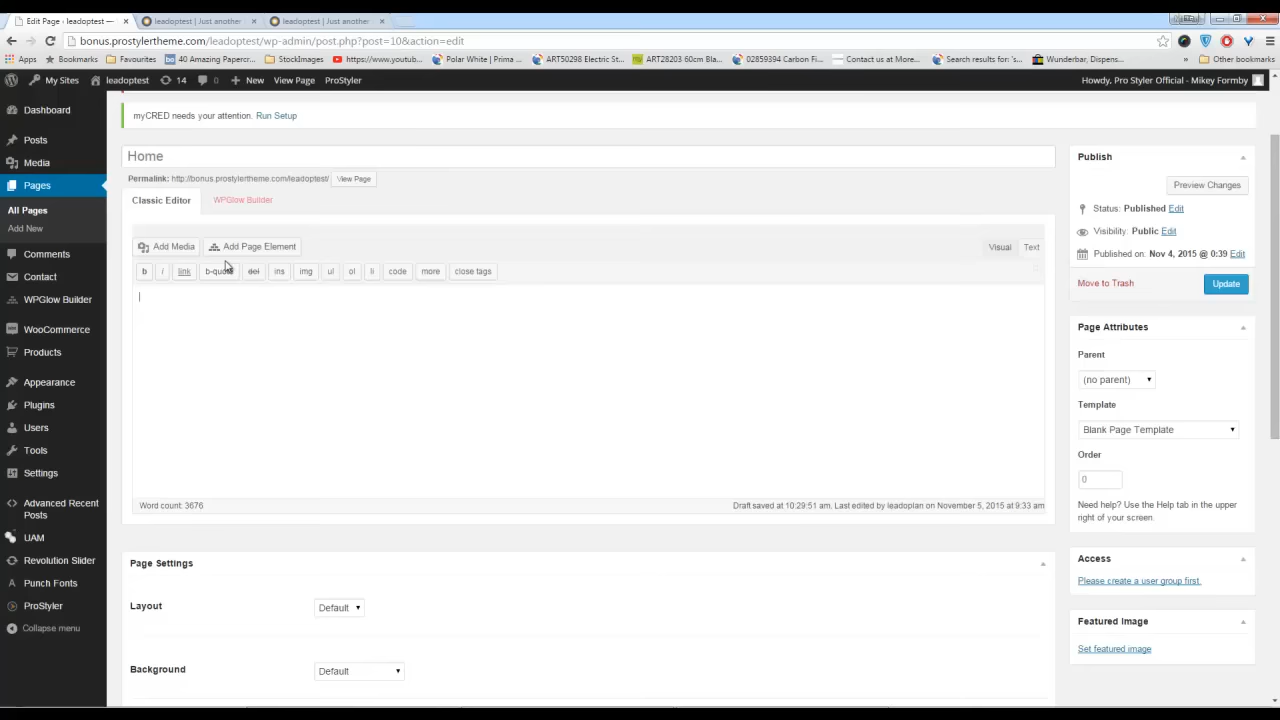 Edit Page ‹ leadoptest —
leadoptest | Just another
leadoptest | Just another
bonus.prostylertheme.com/leadoptest/wp-admin/post.php?post=10&action=edit
Apps Bookmarks Favourites 40 Amazing Papercr... StockImages https://www.youtub... Polar White | Prima ... ART50298 Electric St... ART28203 60cm Bla... 02859394 Carbon Fi... Contact us at More... Search results for: 's... Wunderbar, Dispens... » Other bookmarks
My Sites leadoptest 14 0 New View Page ProStyler Howdy, Pro Styler Official - Mikey Formby
Dashboard
Posts
Media
Pages
All Pages
Add New
Comments
Contact
WPGlow Builder
WooCommerce
Products
Appearance
Plugins
Users
Tools
Settings
Advanced Recent
Posts
UAM
Revolution Slider
Punch Fonts
ProStyler
Collapse menu
myCRED needs your attention. Run Setup
Home
Permalink: http://bonus.prostylertheme.com/leadoptest/ View Page
Classic Editor WPGlow Builder
Add Media Add Page Element Visual Text
b i link b-quote del ins img ul ol li code more close tags
Word count: 3676 Draft saved at 10:29:51 am. Last edited by leadoplan on November 5, 2015 at 9:33 am
Page Settings
Layout Default
Background Default
Publish
Preview Changes
Status: Published Edit
Visibility: Public Edit
Published on: Nov 4, 2015 @ 0:39 Edit
Move to Trash Update
Page Attributes
Parent
(no parent)
Template
Blank Page Template
Order
0
Need help? Use the Help tab in the upper
right of your screen.
Access
Please create a user group first.
Featured Image
Set featured image